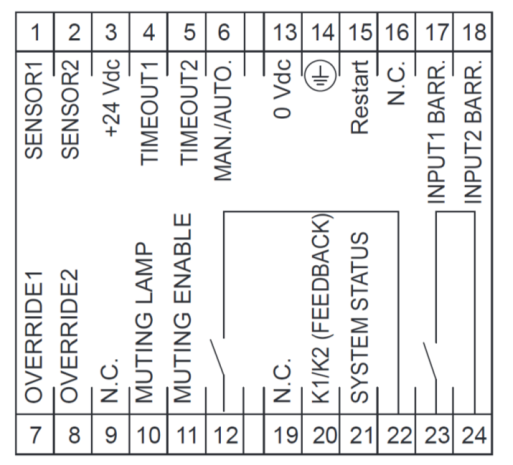 1 2 3 4 5 6 13 14 15 16 17 18
SENSOR1
SENSOR2
+24 Vdc
TIMEOUT1
TIMEOUT2
MAN./AUTO.
0 Vdc
Restart
N.C.
INPUT1 BARR.
INPUT2 BARR.
OVERRIDE1
OVERRIDE2
N.C.
MUTING LAMP
MUTING ENABLE
N.C.
K1/K2 (FEEDBACK)
SYSTEM STATUS
7 8 9 10 11 12 19 20 21 22 23 24